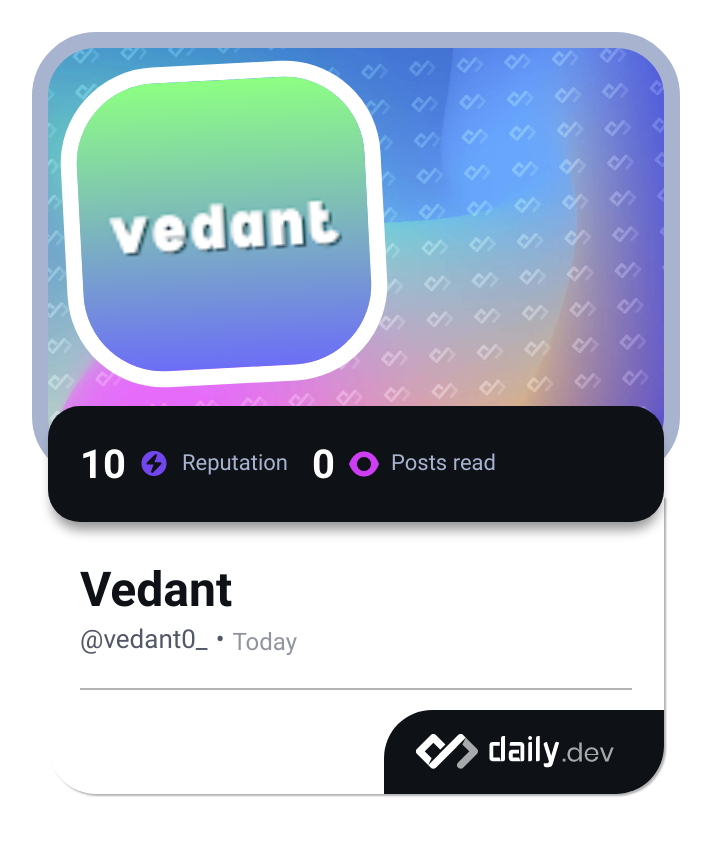 vedant
10 Reputation 0 Posts read
Vedant
@vedant0_ • Today
daily.dev